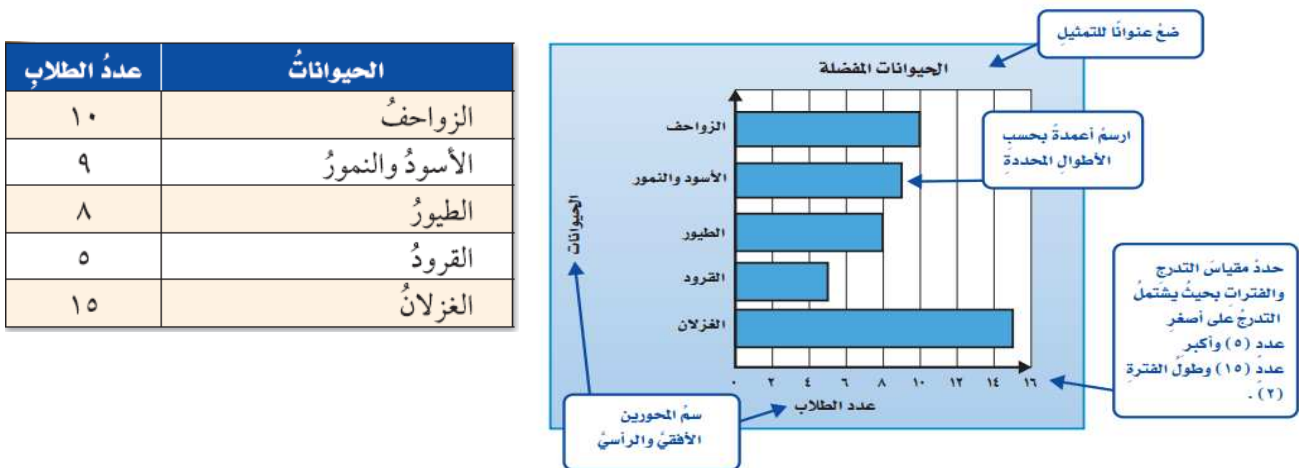 ضعْ عنوانًا للتمثيلِ
الحيوانات المفضلة
الحيواناتُ عددُ الطلابِ
الزواحفُ ١٠
الأسودُ والنمورُ ٩
الطيورُ ٨
القرودُ ٥
الغزلانُ ١٥
الزواحف
الأسود والنمور
الطيور
القرود
الغزلان
الحيوانات
٠ ٢ ٤ ٦ ٨ ١٠ ١٢ ١٤ ١٦
عدد الطلاب
ارسمْ أعمدةً بحسبِ
الأطوالِ المحددةِ
حددْ مقياسَ التدرجِ
والفتراتِ بحيثُ يشتملُ
التدرجُ على أصغرِ
عددٍ (٥) وأكبرِ
عددٍ (١٥) وطولُ الفترةِ
(٢).
سمِّ المحورين
الأفقيَّ والرأسيَّ